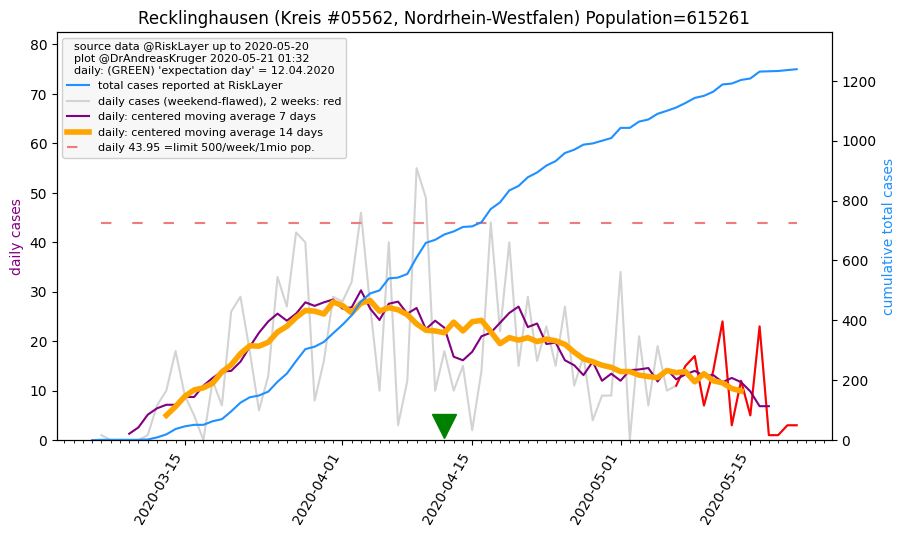 Recklinghausen (Kreis #05562, Nordrhein-Westfalen) Population=615261
source data @RiskLayer up to 2020-05-20
plot @DrAndreasKruger 2020-05-21 01:32
daily: (GREEN) 'expectation day' = 12.04.2020
total cases reported at RiskLayer
daily cases (weekend-flawed), 2 weeks: red
daily: centered moving average 7 days
daily: centered moving average 14 days
daily 43.95 =limit 500/week/1mio pop.
daily cases
80
70
60
50
40
30
20
10
0
cumulative total cases
1200
1000
800
600
400
200
0
2020-03-15
2020-04-01
2020-04-15
2020-05-01
2020-05-15